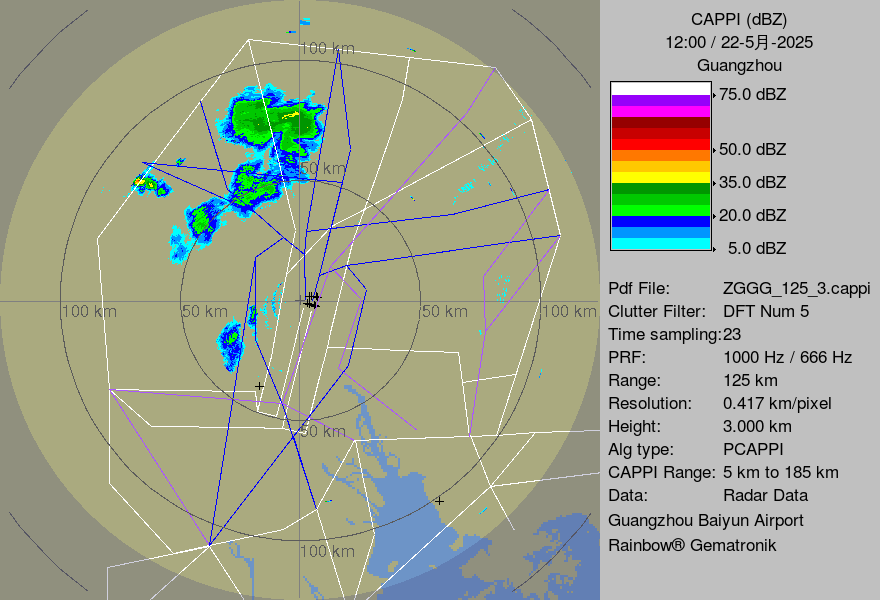 CAPPI (dBZ)
12:00 / 22-5月-2025
Guangzhou
75.0 dBZ
50.0 dBZ
35.0 dBZ
20.0 dBZ
5.0 dBZ
Pdf File: ZGGG_125_3.cappi
Clutter Filter: DFT Num 5
Time sampling:23
PRF: 1000 Hz / 666 Hz
Range: 125 km
Resolution: 0.417 km/pixel
Height: 3.000 km
Alg type: PCAPPI
CAPPI Range: 5 km to 185 km
Data: Radar Data
Guangzhou Baiyun Airport
Rainbow® Gematronik
100 km
50 km
100 km 50 km 50 km 100 km
50 km
100 km